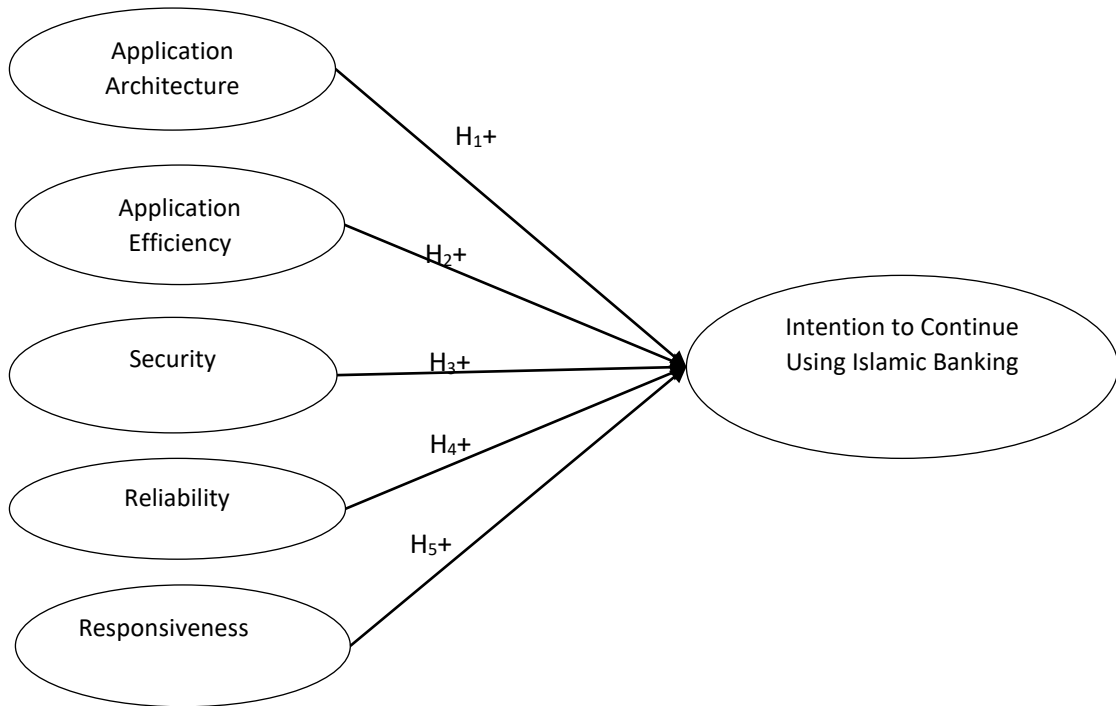 Application
Architecture
H₁+
Application
Efficiency
H₂+
Intention to Continue
Using Islamic Banking
Security
H₃+
H₄+
Reliability
H₅+
Responsiveness